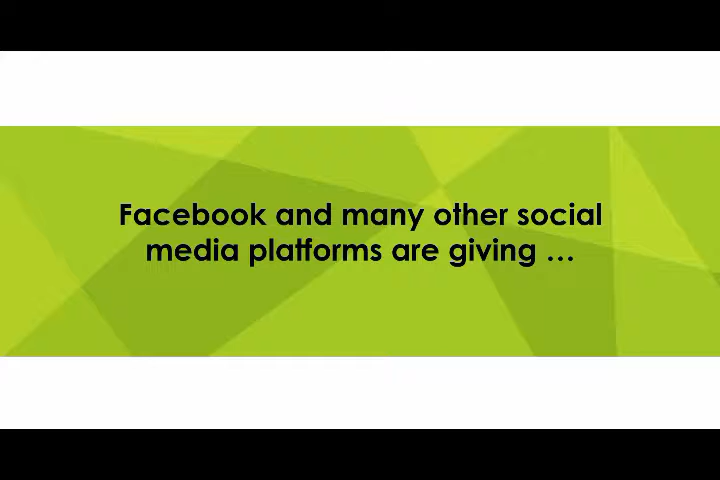 Facebook and many other social
media platforms are giving …